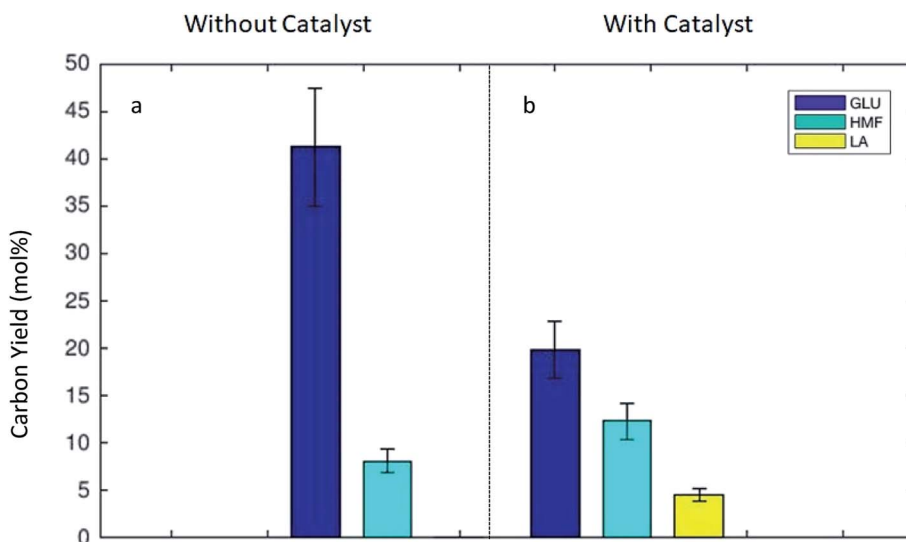 Without Catalyst
With Catalyst
Carbon Yield (mol%)
50
45
40
35
30
25
20
15
10
5
0
a
b
GLU
HMF
LA